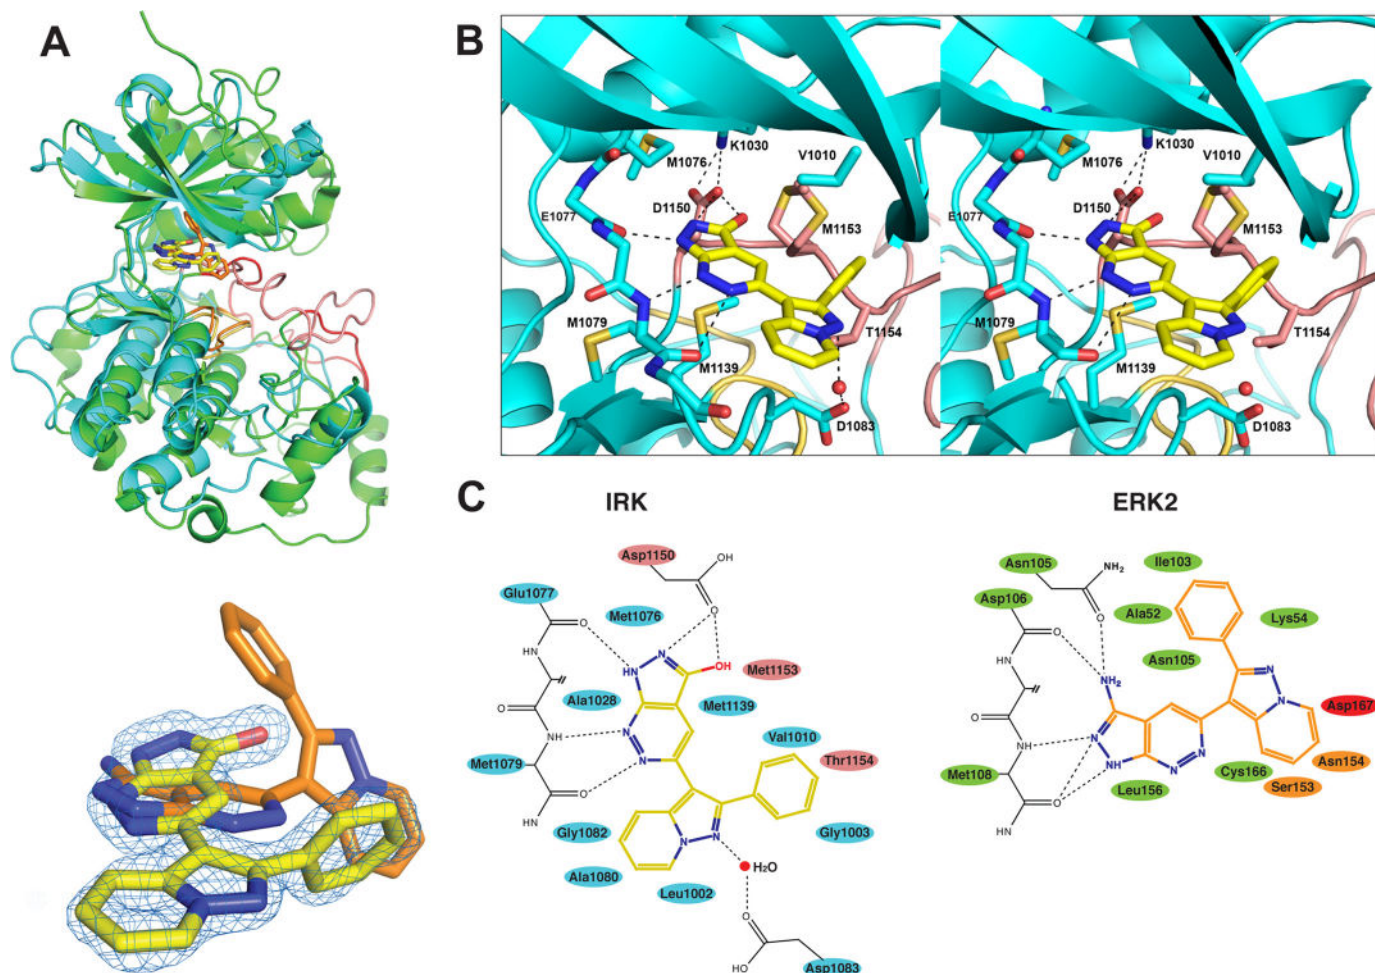 A
B
K1030
V1010
M1076
D1150
E1077
M1153
M1079
T1154
M1139
D1083
K1030
V1010
M1076
D1150
E1077
M1153
M1079
T1154
M1139
D1083
C
IRK
ERK2
Asp1150
OH
O
Glu1077
O
Met1076
HN
HN
N
OH
Met1153
O
Ala1028
Met1139
NH
N
N
Val1010
Met1079
O
Thr1154
HN
Gly1082
N
N
Gly1003
Ala1080
Leu1002
H₂O
O
HO
Asp1083
Asn105
NH₂
Ile103
Asp106
O
Ala52
Lys54
O
HN
NH₂
Asn105
N
N
Asp167
O
NH
N
HN
N
N
Met108
O
Leu156
Cys166
Asn154
Ser153
HN